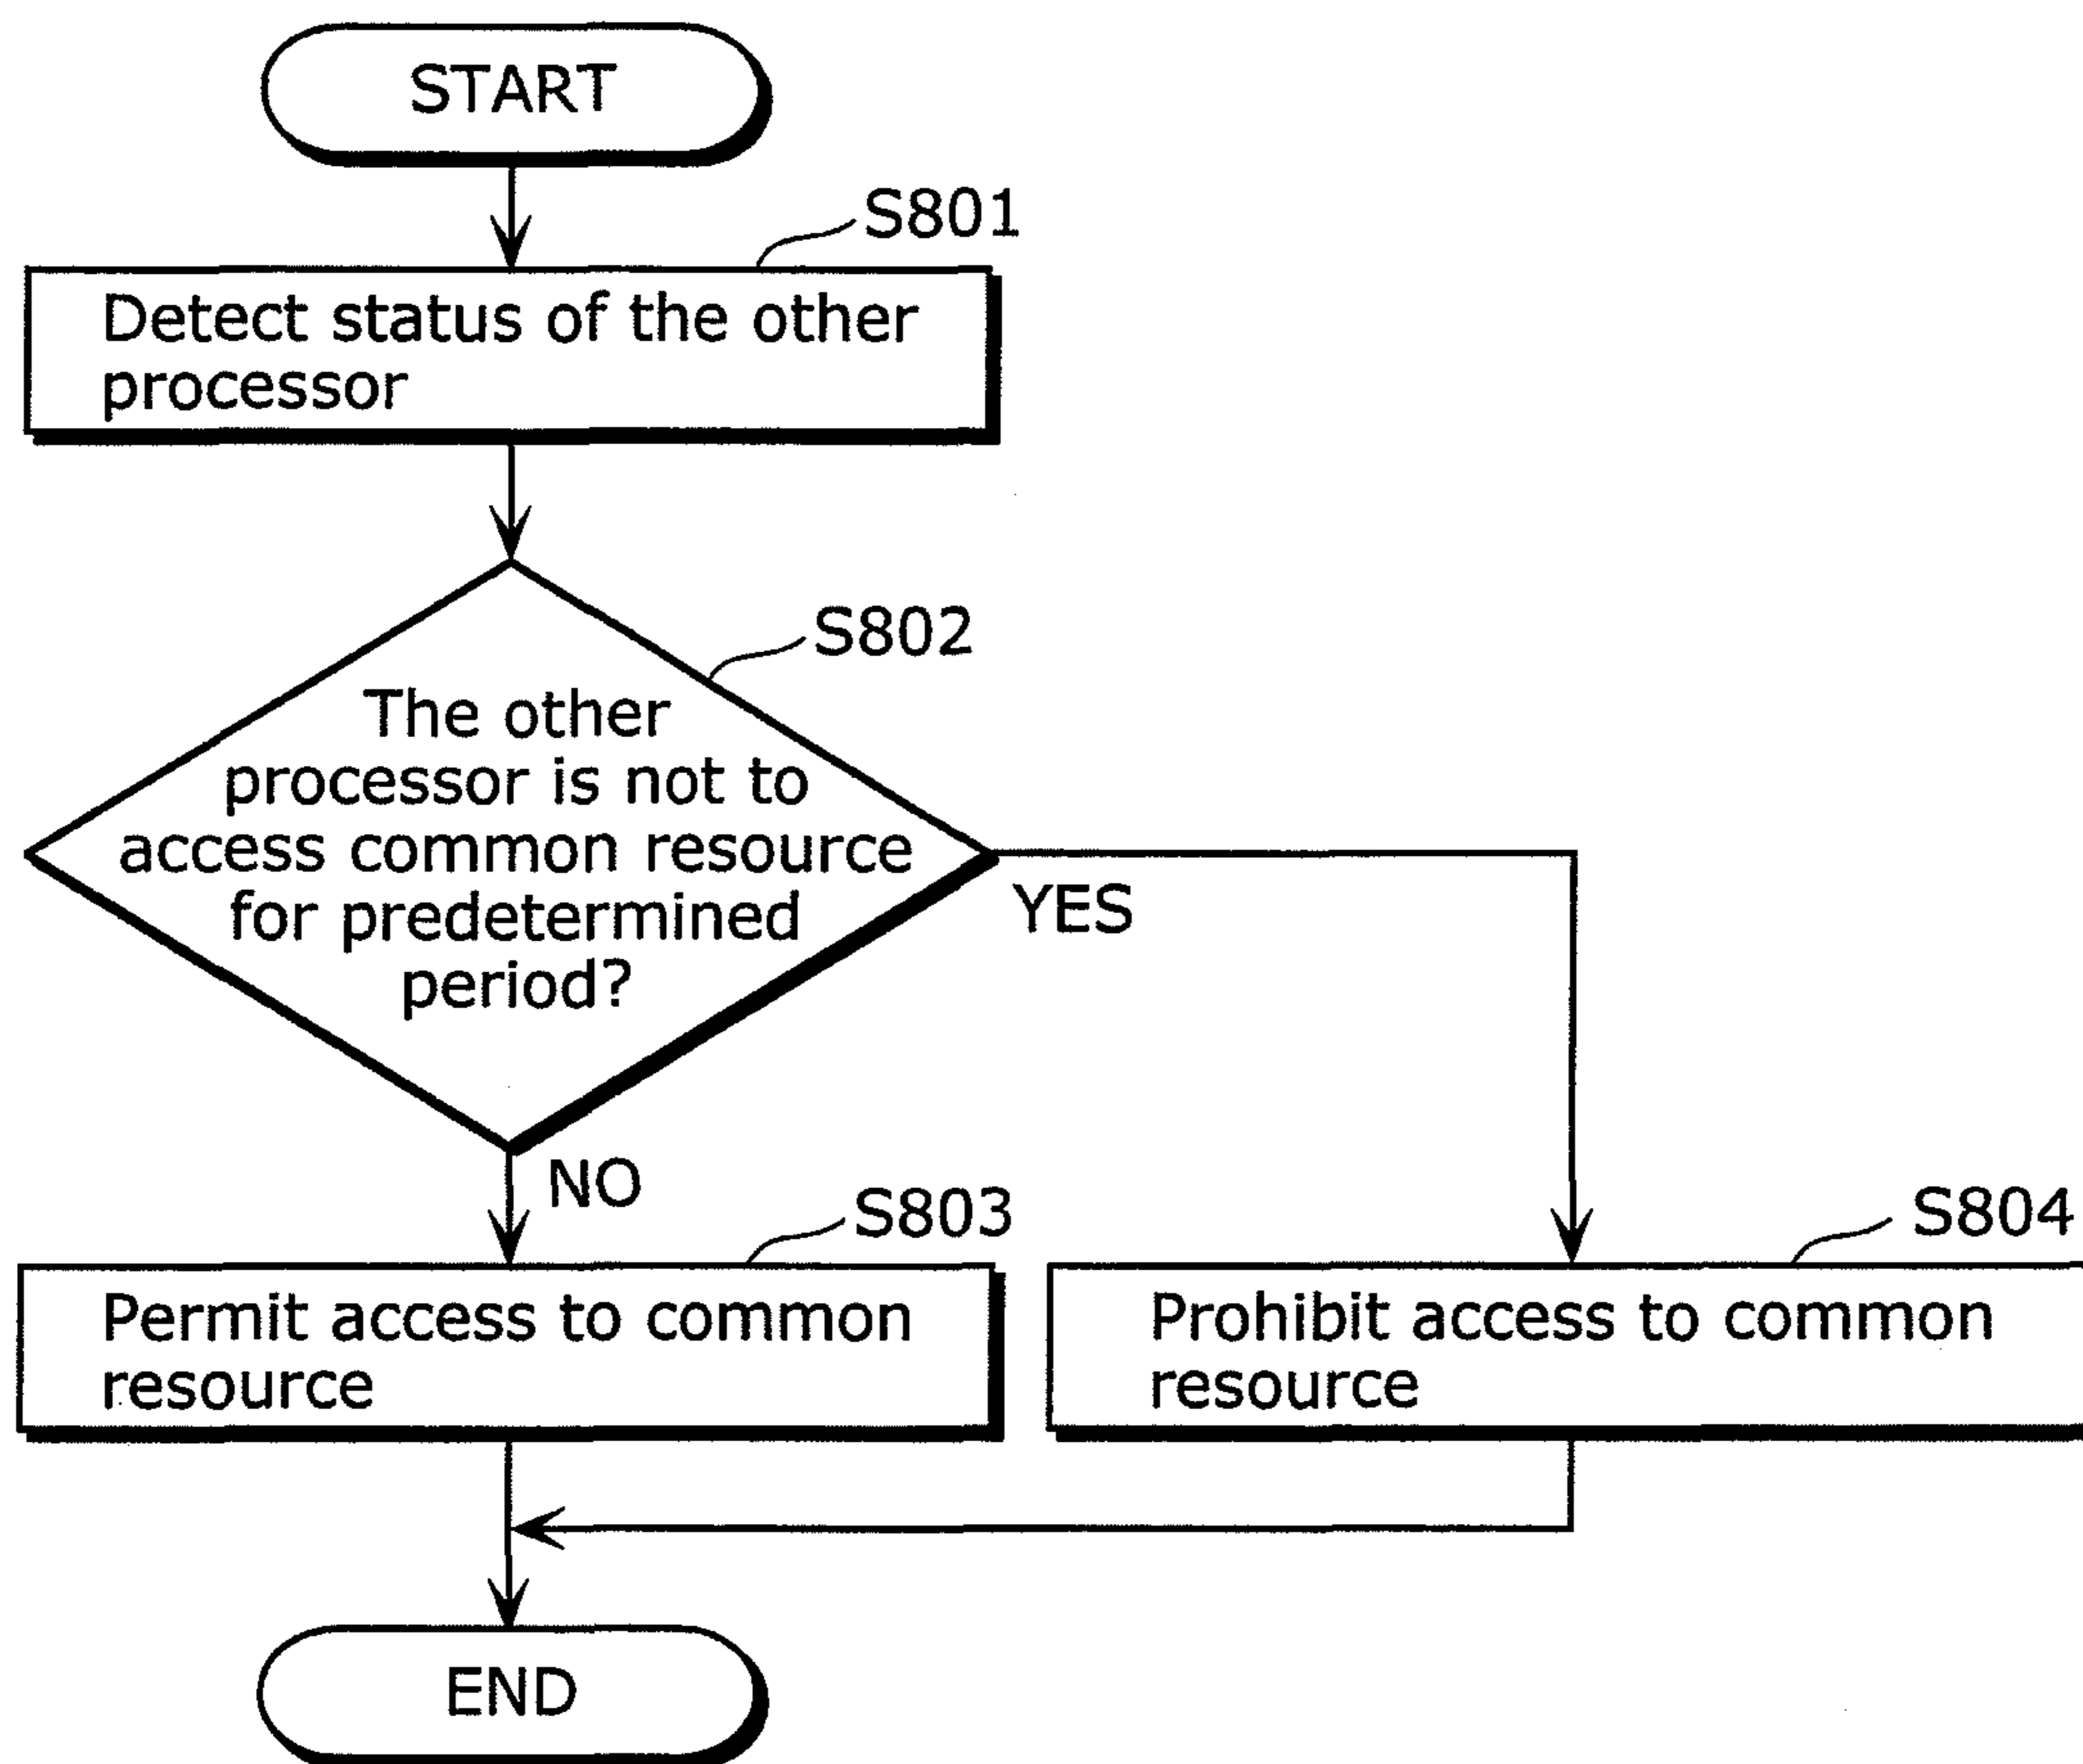 START
S801
Detect status of the other
processor
S802
The other
processor is not to
access common resource
for predetermined
period?
YES
NO
S803
Permit access to common
resource
S804
Prohibit access to common
resource
END